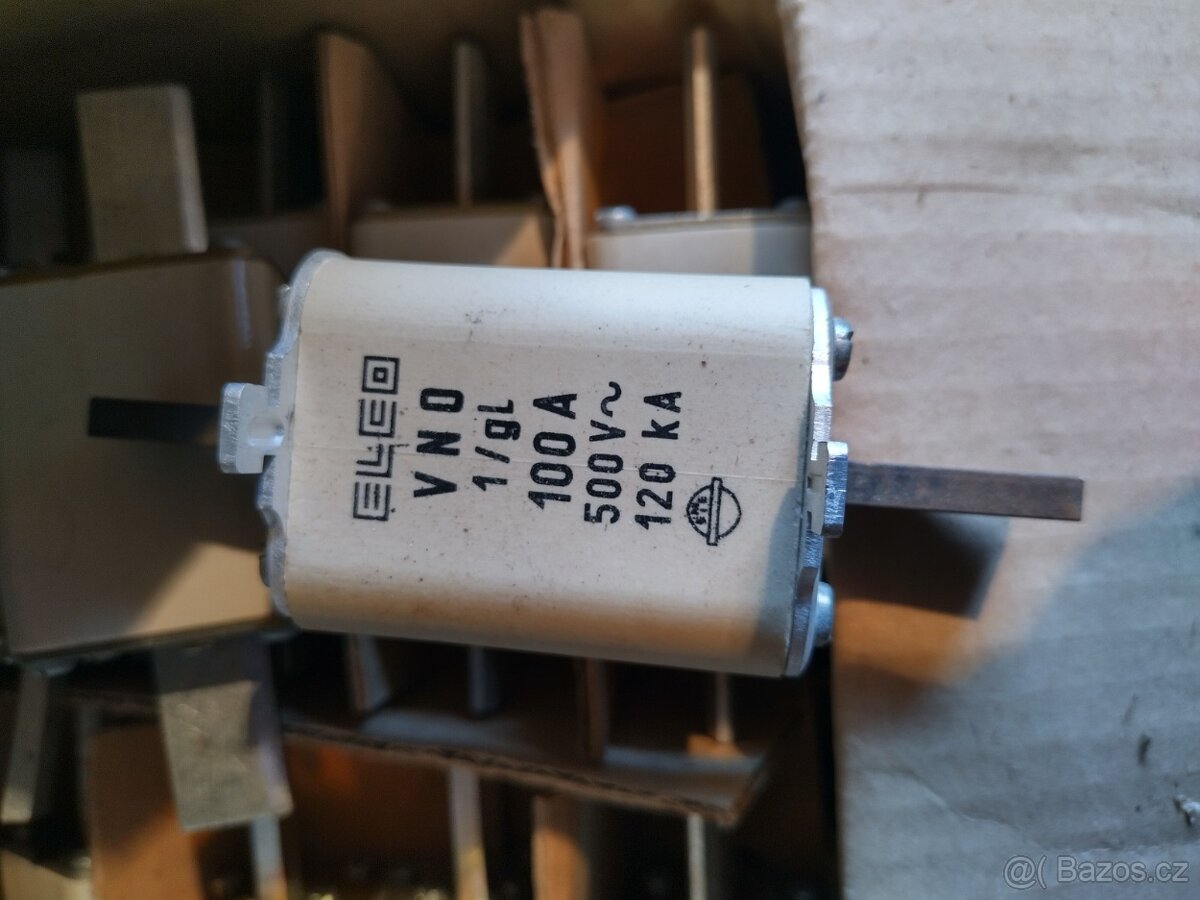 ELEO
VNO
1/gL
100A
500V~
120 kA
@( Bazos.cz